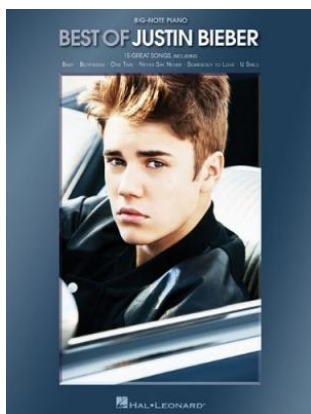 BIG-NOTE PIANO
BEST OF JUSTIN BIEBER
15 GREAT SONGS, INCLUDING
BABY · BOYFRIEND · ONE TIME · NEVER SAY NEVER · SOMEBODY TO LOVE · U SMILE
HAL•LEONARD®